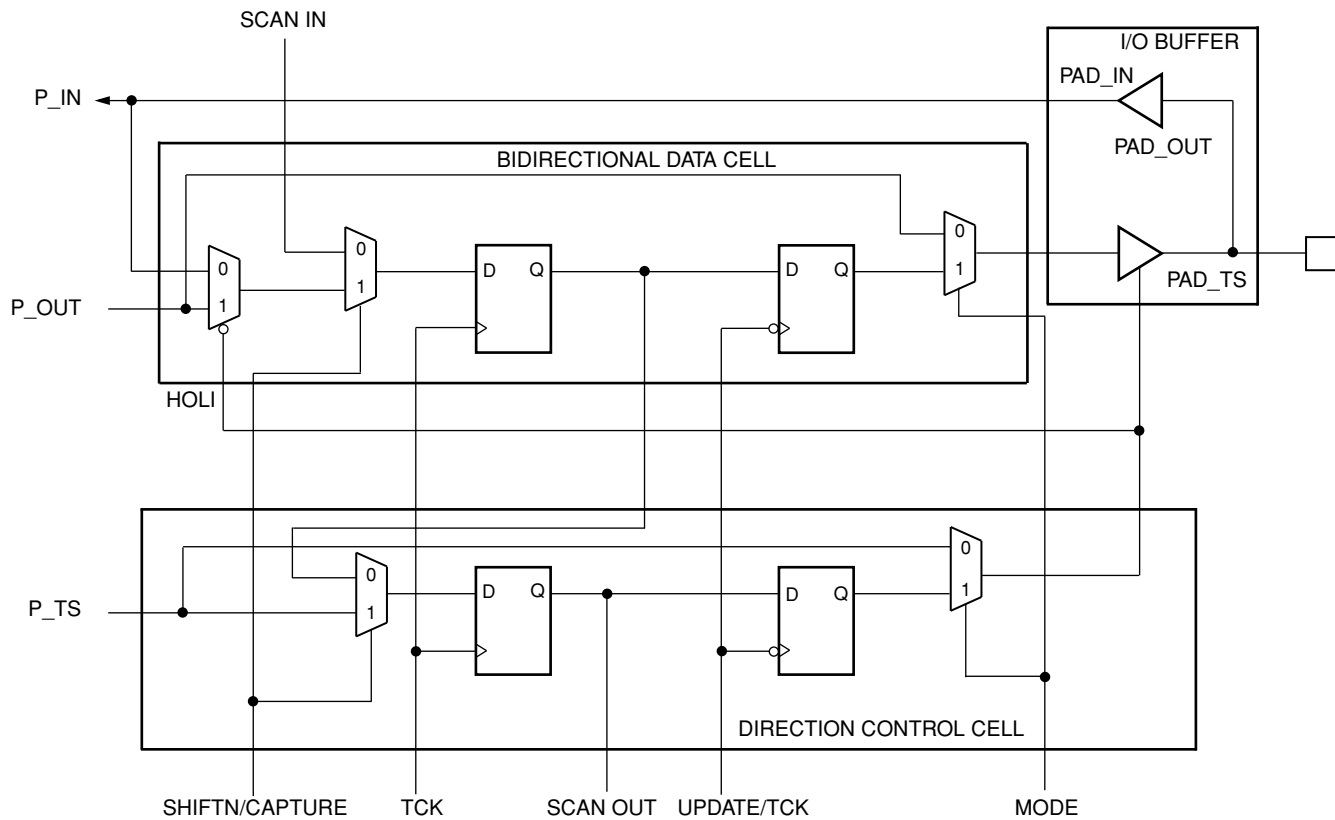 SCAN IN
I/O BUFFER
PAD_IN
P_IN
PAD_OUT
BIDIRECTIONAL DATA CELL
0
0
0
D Q
D Q
1
1
1
P_OUT
PAD_TS
HOLI
0
0
D Q
D Q
1
1
P_TS
DIRECTION CONTROL CELL
SHIFTN/CAPTURE
TCK
SCAN OUT
UPDATE/TCK
MODE